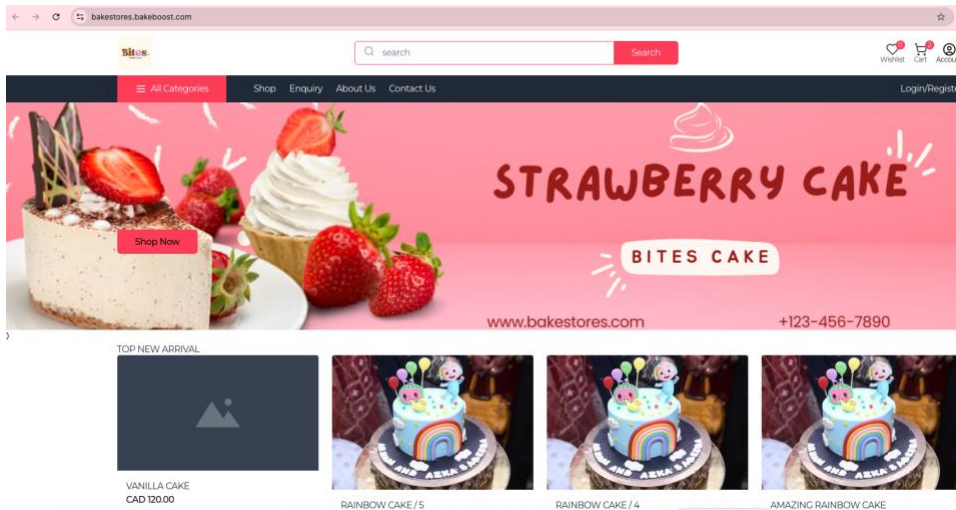 bakestores.bakeboost.com
Bites.
search
Search
0
2
Wishlist
Cart
Accou
All Categories
Shop
Enquiry
About Us
Contact Us
Login/Registe
STRAWBERRY CAKE
Shop Now
BITES CAKE
www.bakestores.com
+123-456-7890
TOP NEW ARRIVAL
VANILLA CAKE
CAD 120.00
RAINBOW CAKE / 5
RAINBOW CAKE / 4
AMAZING RAINBOW CAKE